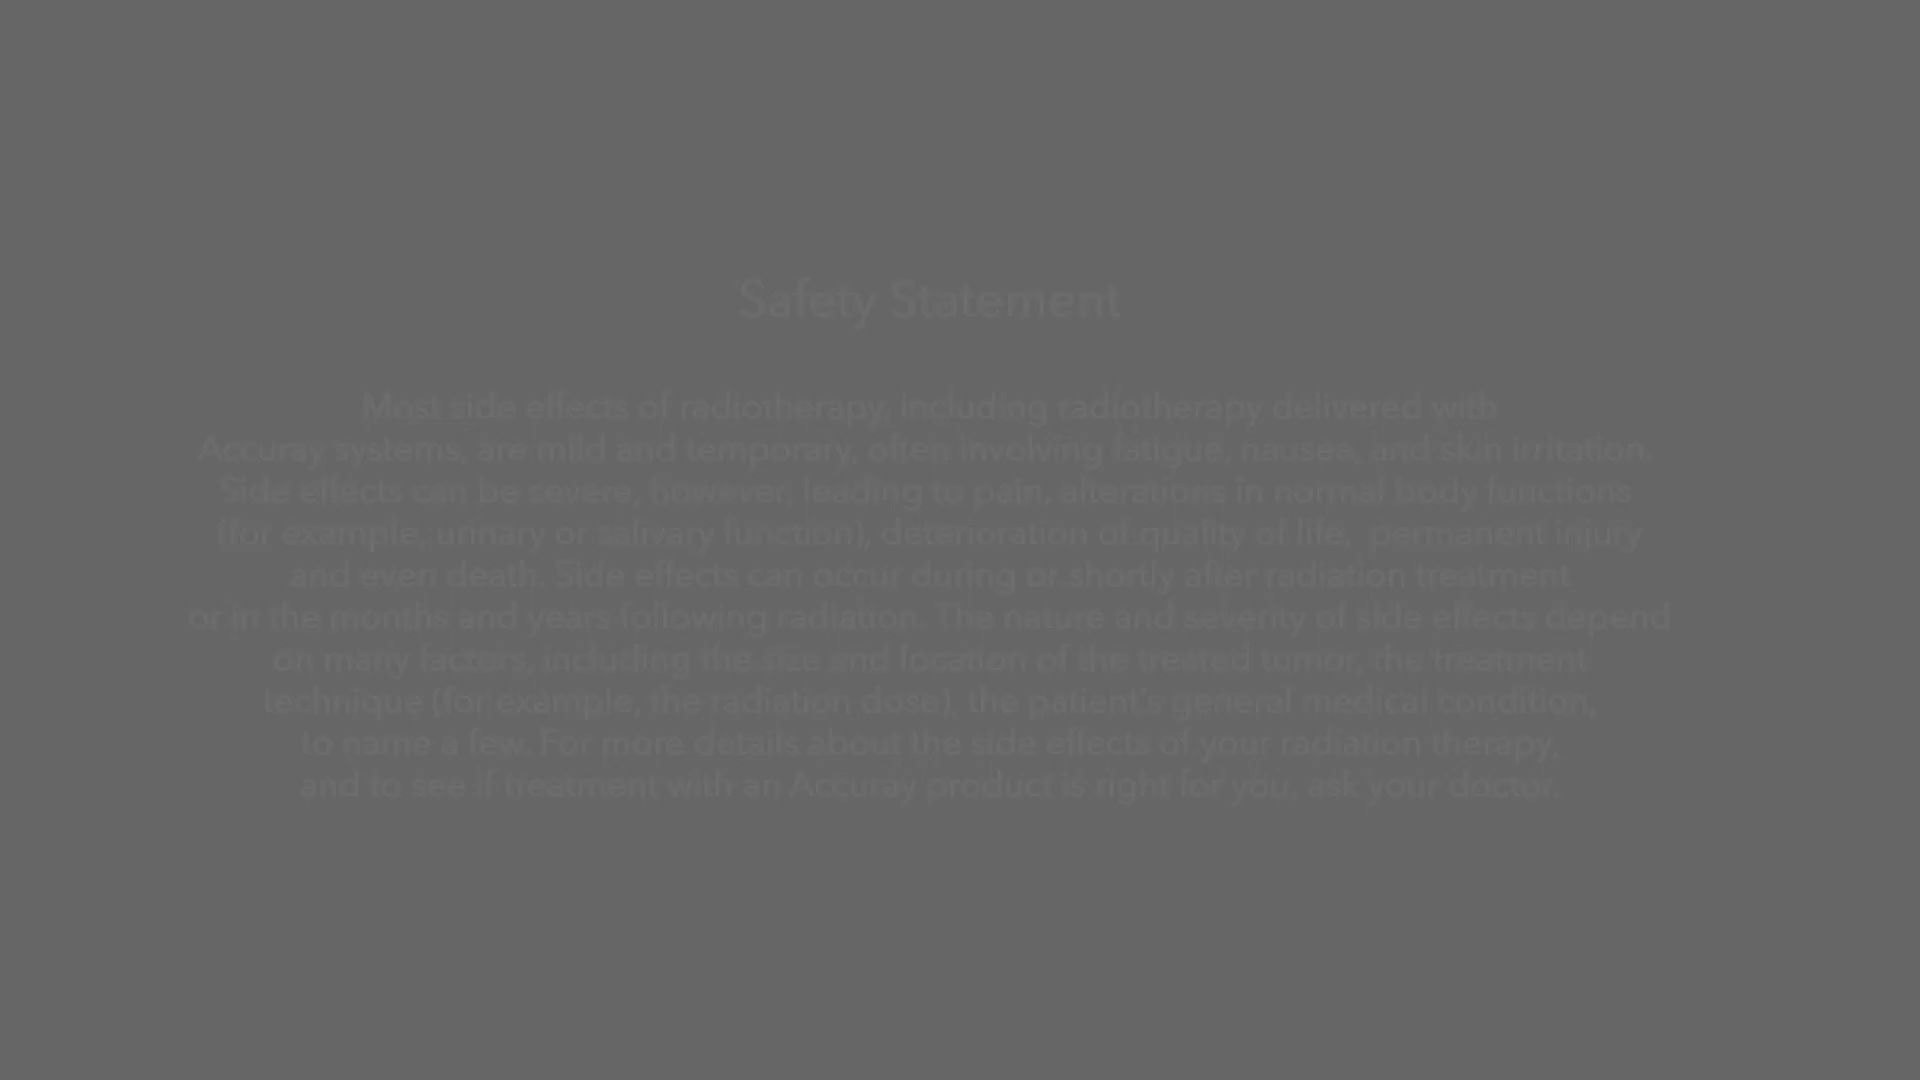 Safety Statement
Most side effects of radiotherapy, including radiotherapy delivered with
Accuray systems, are mild and temporary, often involving fatigue, nausea, and skin irritation.
Side effects can be severe, however, leading to pain, alterations in normal body functions
(for example, urinary or salivary function), deterioration of quality of life, permanent injury
and even death. Side effects can occur during or shortly after radiation treatment
or in the months and years following radiation. The nature and severity of side effects depend
on many factors, including the size and location of the treated tumor, the treatment
technique (for example, the radiation dose), the patient's general medical condition,
to name a few. For more details about the side effects of your radiation therapy,
and to see if treatment with an Accuray product is right for you, ask your doctor.